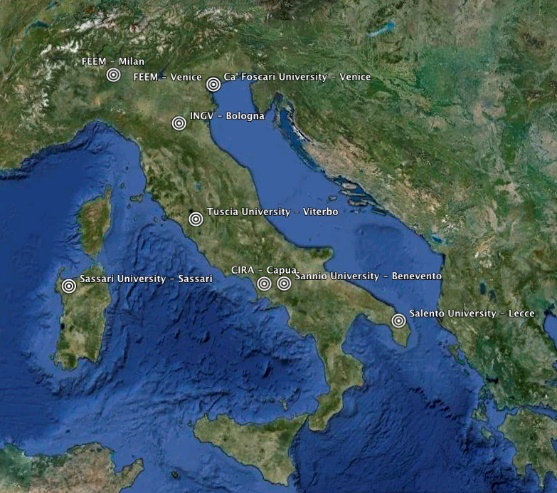 FEEM - Milan
FEEM - Venice
Ca' Foscari University - Venice
INGV - Bologna
Tuscia University - Viterbo
CIRA - Capua
Sannio University - Benevento
Sassari University - Sassari
Salento University - Lecce